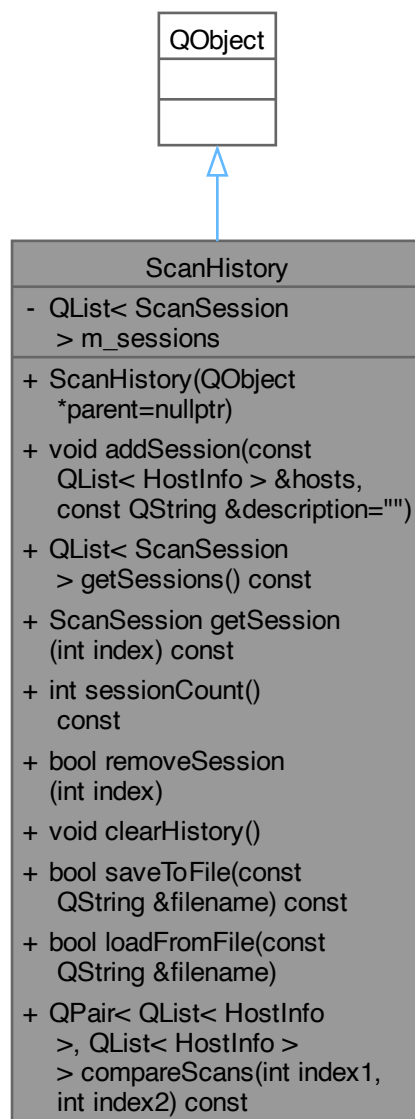 QObject
ScanHistory
- QList< ScanSession
> m_sessions
+ ScanHistory(QObject
*parent=nullptr)
+ void addSession(const
QList< HostInfo > &hosts,
const QString &description="")
+ QList< ScanSession
> getSessions() const
+ ScanSession getSession
(int index) const
+ int sessionCount()
const
+ bool removeSession
(int index)
+ void clearHistory()
+ bool saveToFile(const
QString &filename) const
+ bool loadFromFile(const
QString &filename)
+ QPair< QList< HostInfo
>, QList< HostInfo >
> compareScans(int index1,
int index2) const